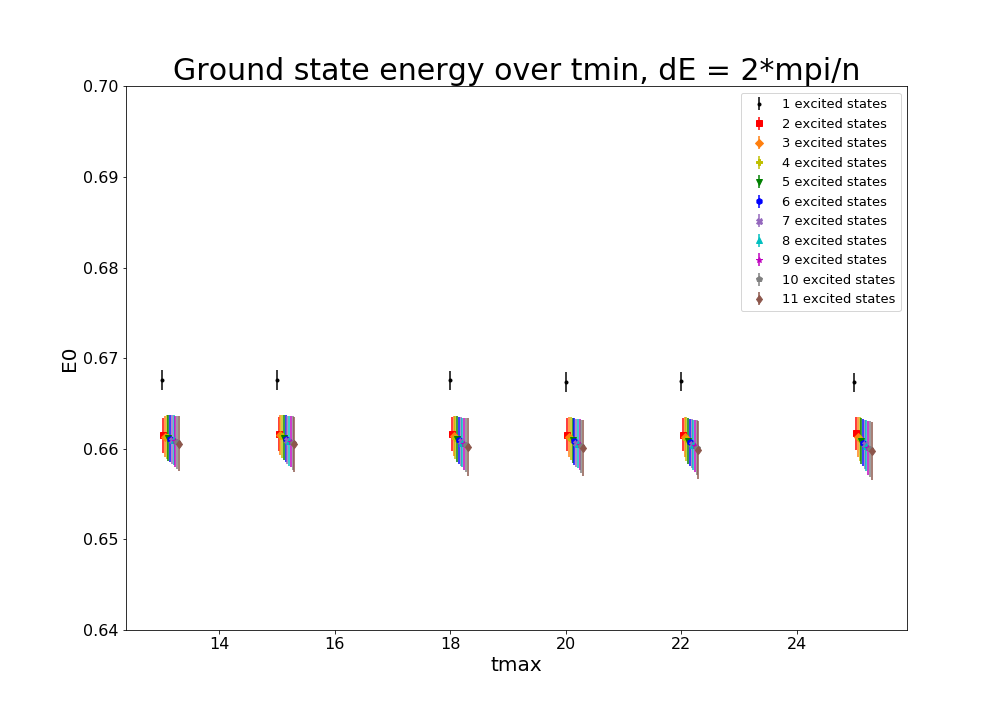 Ground state energy over tmin, dE = 2*mpi/n
0.70
0.69
0.68
0.67
0.66
0.65
0.64
E0
14
16
18
20
22
24
tmax
1 excited states
2 excited states
3 excited states
4 excited states
5 excited states
6 excited states
7 excited states
8 excited states
9 excited states
10 excited states
11 excited states